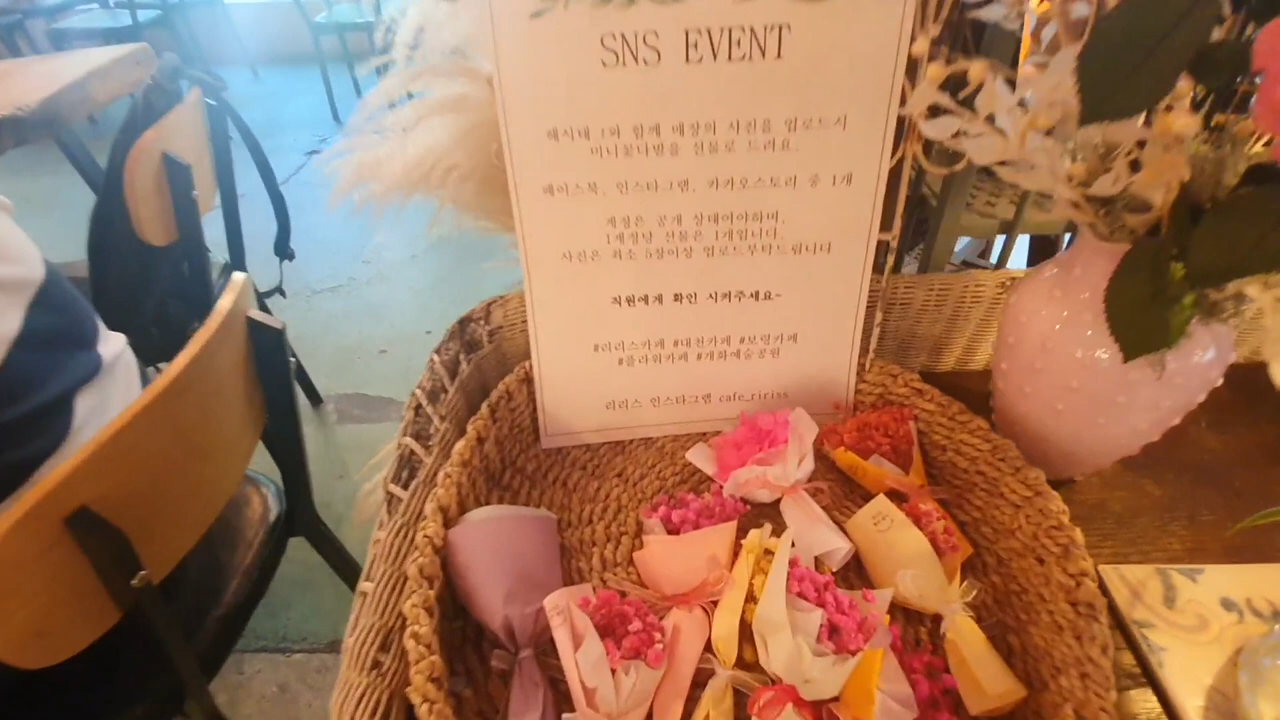 SNS EVENT
해시태그와 함께 매장의 사진을 업로드시
미니꽃다발을 선물로 드려요.
페이스북, 인스타그램, 카카오스토리 중 1개
계정은 공개 상태여야하며,
1계정당 선물은 1개입니다.
사진은 최소 5장이상 업로드부탁드립니다
직원에게 확인 시켜주세요~
#리리스카페 #대천카페 #보령카페
#플라워카페 #개화예술공원
리리스 인스타그램 cafe_ririss